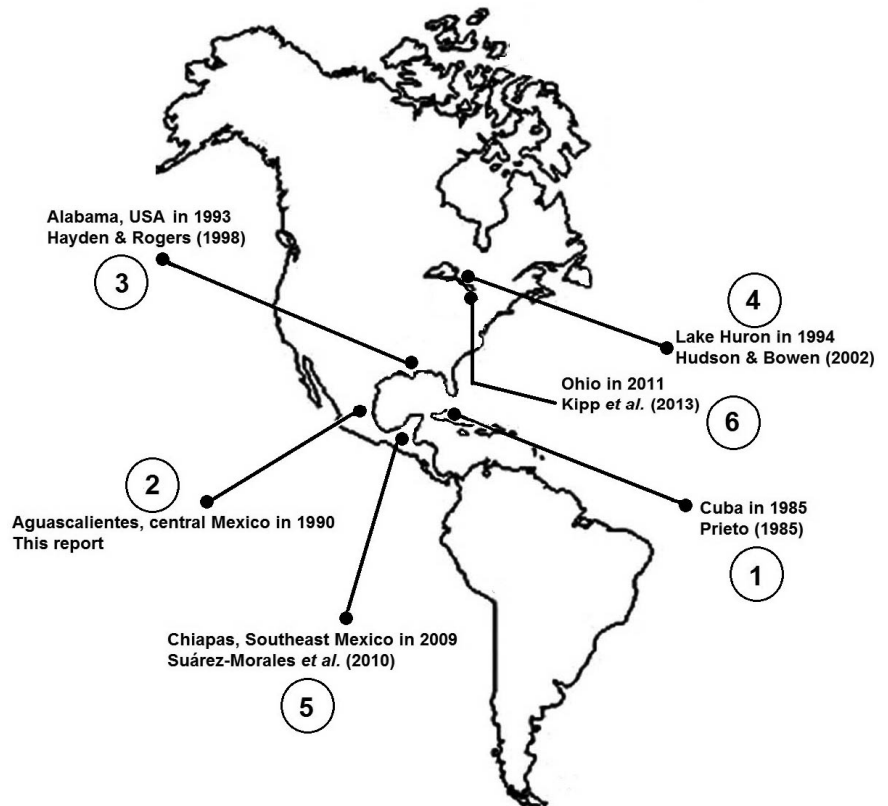 Alabama, USA in 1993
Hayden & Rogers (1998)
3
4
Lake Huron in 1994
Hudson & Bowen (2002)
Ohio in 2011
Kipp et al. (2013)
6
2
Aguascalientes, central Mexico in 1990
This report
Cuba in 1985
Prieto (1985)
1
Chiapas, Southeast Mexico in 2009
Suárez-Morales et al. (2010)
5